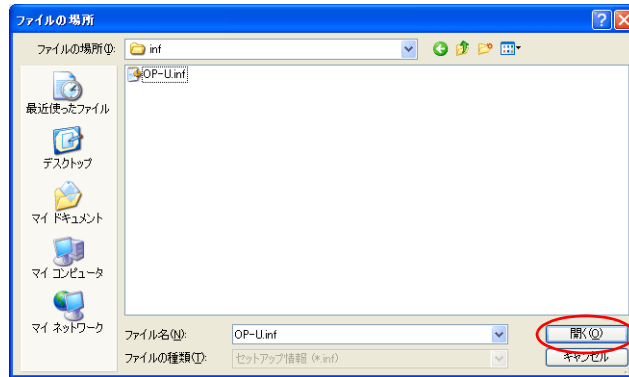 ファイルの場所
ファイルの場所(I):
inf
OP-U.inf
最近使ったファイル
デスクトップ
マイ ドキュメント
マイ コンピュータ
マイ ネットワーク
ファイル名(N):
OP-U.inf
開く(O)
ファイルの種類(T):
セットアップ情報 (*.inf)
キャンセル